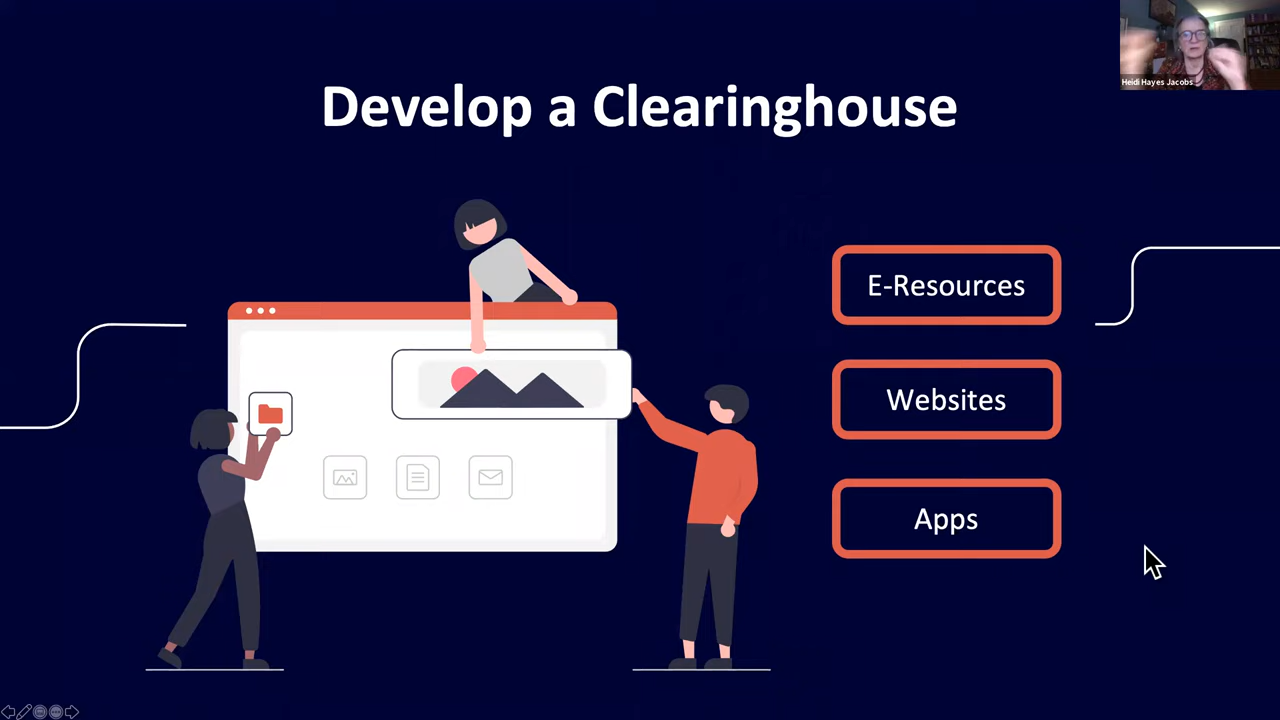 Heidi Hayes Jacobs
Develop a Clearinghouse
E-Resources
Websites
Apps